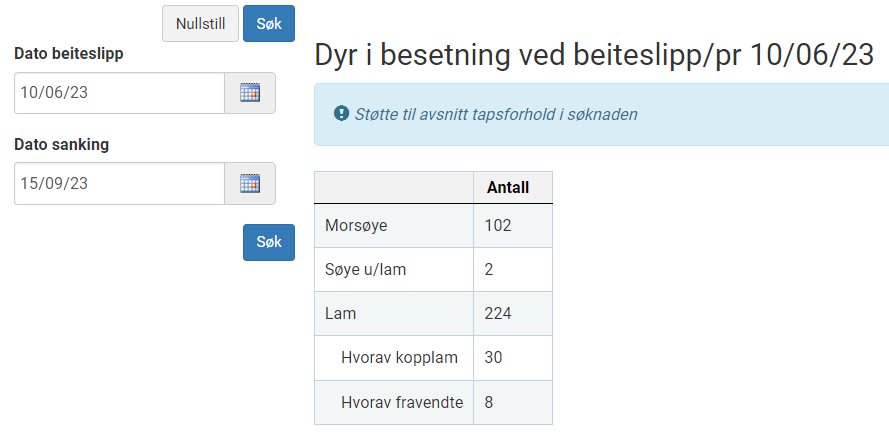 Nullstill Søk
Dato beiteslipp
10/06/23
Dato sanking
15/09/23
Søk
Dyr i besetning ved beiteslipp/pr 10/06/23
Støtte til avsnitt tapsforhold i søknaden
Antall
Morsøye 102
Søye u/lam 2
Lam 224
Hvorav kopplam 30
Hvorav fravendte 8